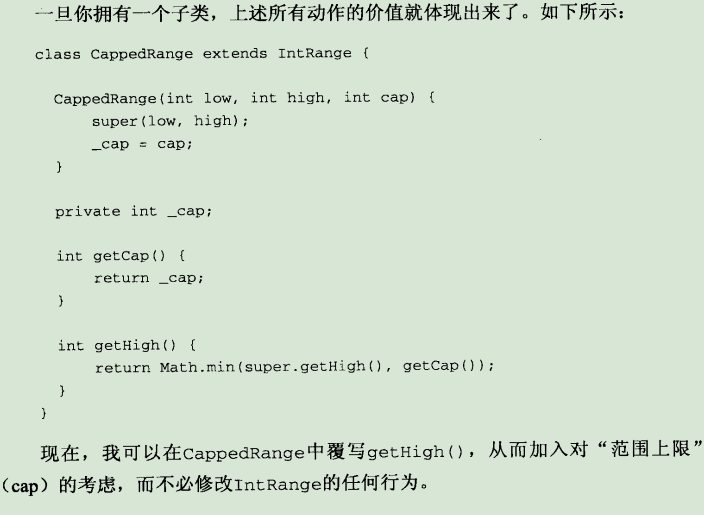 一旦你拥有一个子类，上述所有动作的价值就体现出来了。如下所示：
class CappedRange extends IntRange {
CappedRange(int low, int high, int cap) {
super(low, high);
_cap = cap;
}
private int _cap;
int getCap() {
return _cap;
}
int getHigh() {
return Math.min(super.getHigh(), getCap());
}
}
现在，我可以在CappedRange中覆写getHigh()，从而加入对“范围上限”
（cap）的考虑，而不必修改IntRange的任何行为。